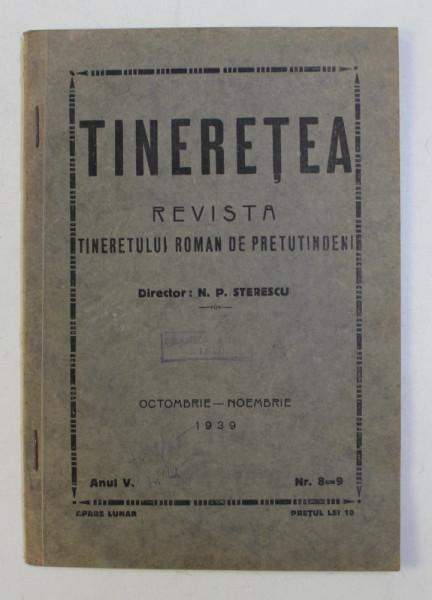 TINEREȚEA
REVISTA
TINERETULUI ROMAN DE PRETUTINDENI
Director: N. P. STERESCU
OCTOMBRIE—NOEMBRIE
1939
Anul V.
Nr. 8—9
APARE LUNAR
PREȚUL LEI 10